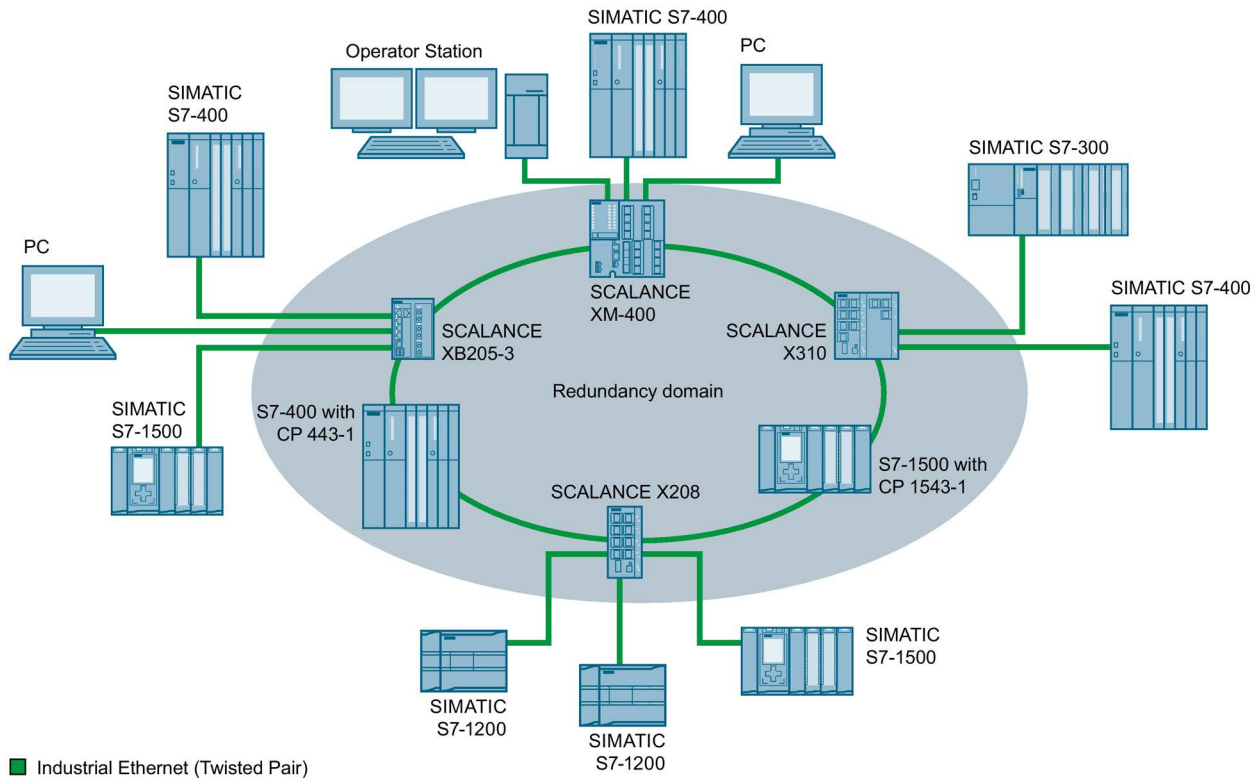 SIMATIC S7-400
Operator Station
PC
SIMATIC
S7-400
SIMATIC S7-300
PC
SIMATIC S7-400
SCALANCE
XM-400
SCALANCE
XB205-3
SCALANCE
X310
Redundancy domain
SIMATIC
S7-1500
S7-400 with
CP 443-1
S7-1500 with
CP 1543-1
SCALANCE X208
SIMATIC
S7-1500
SIMATIC
S7-1200
SIMATIC
S7-1200
Industrial Ethernet (Twisted Pair)